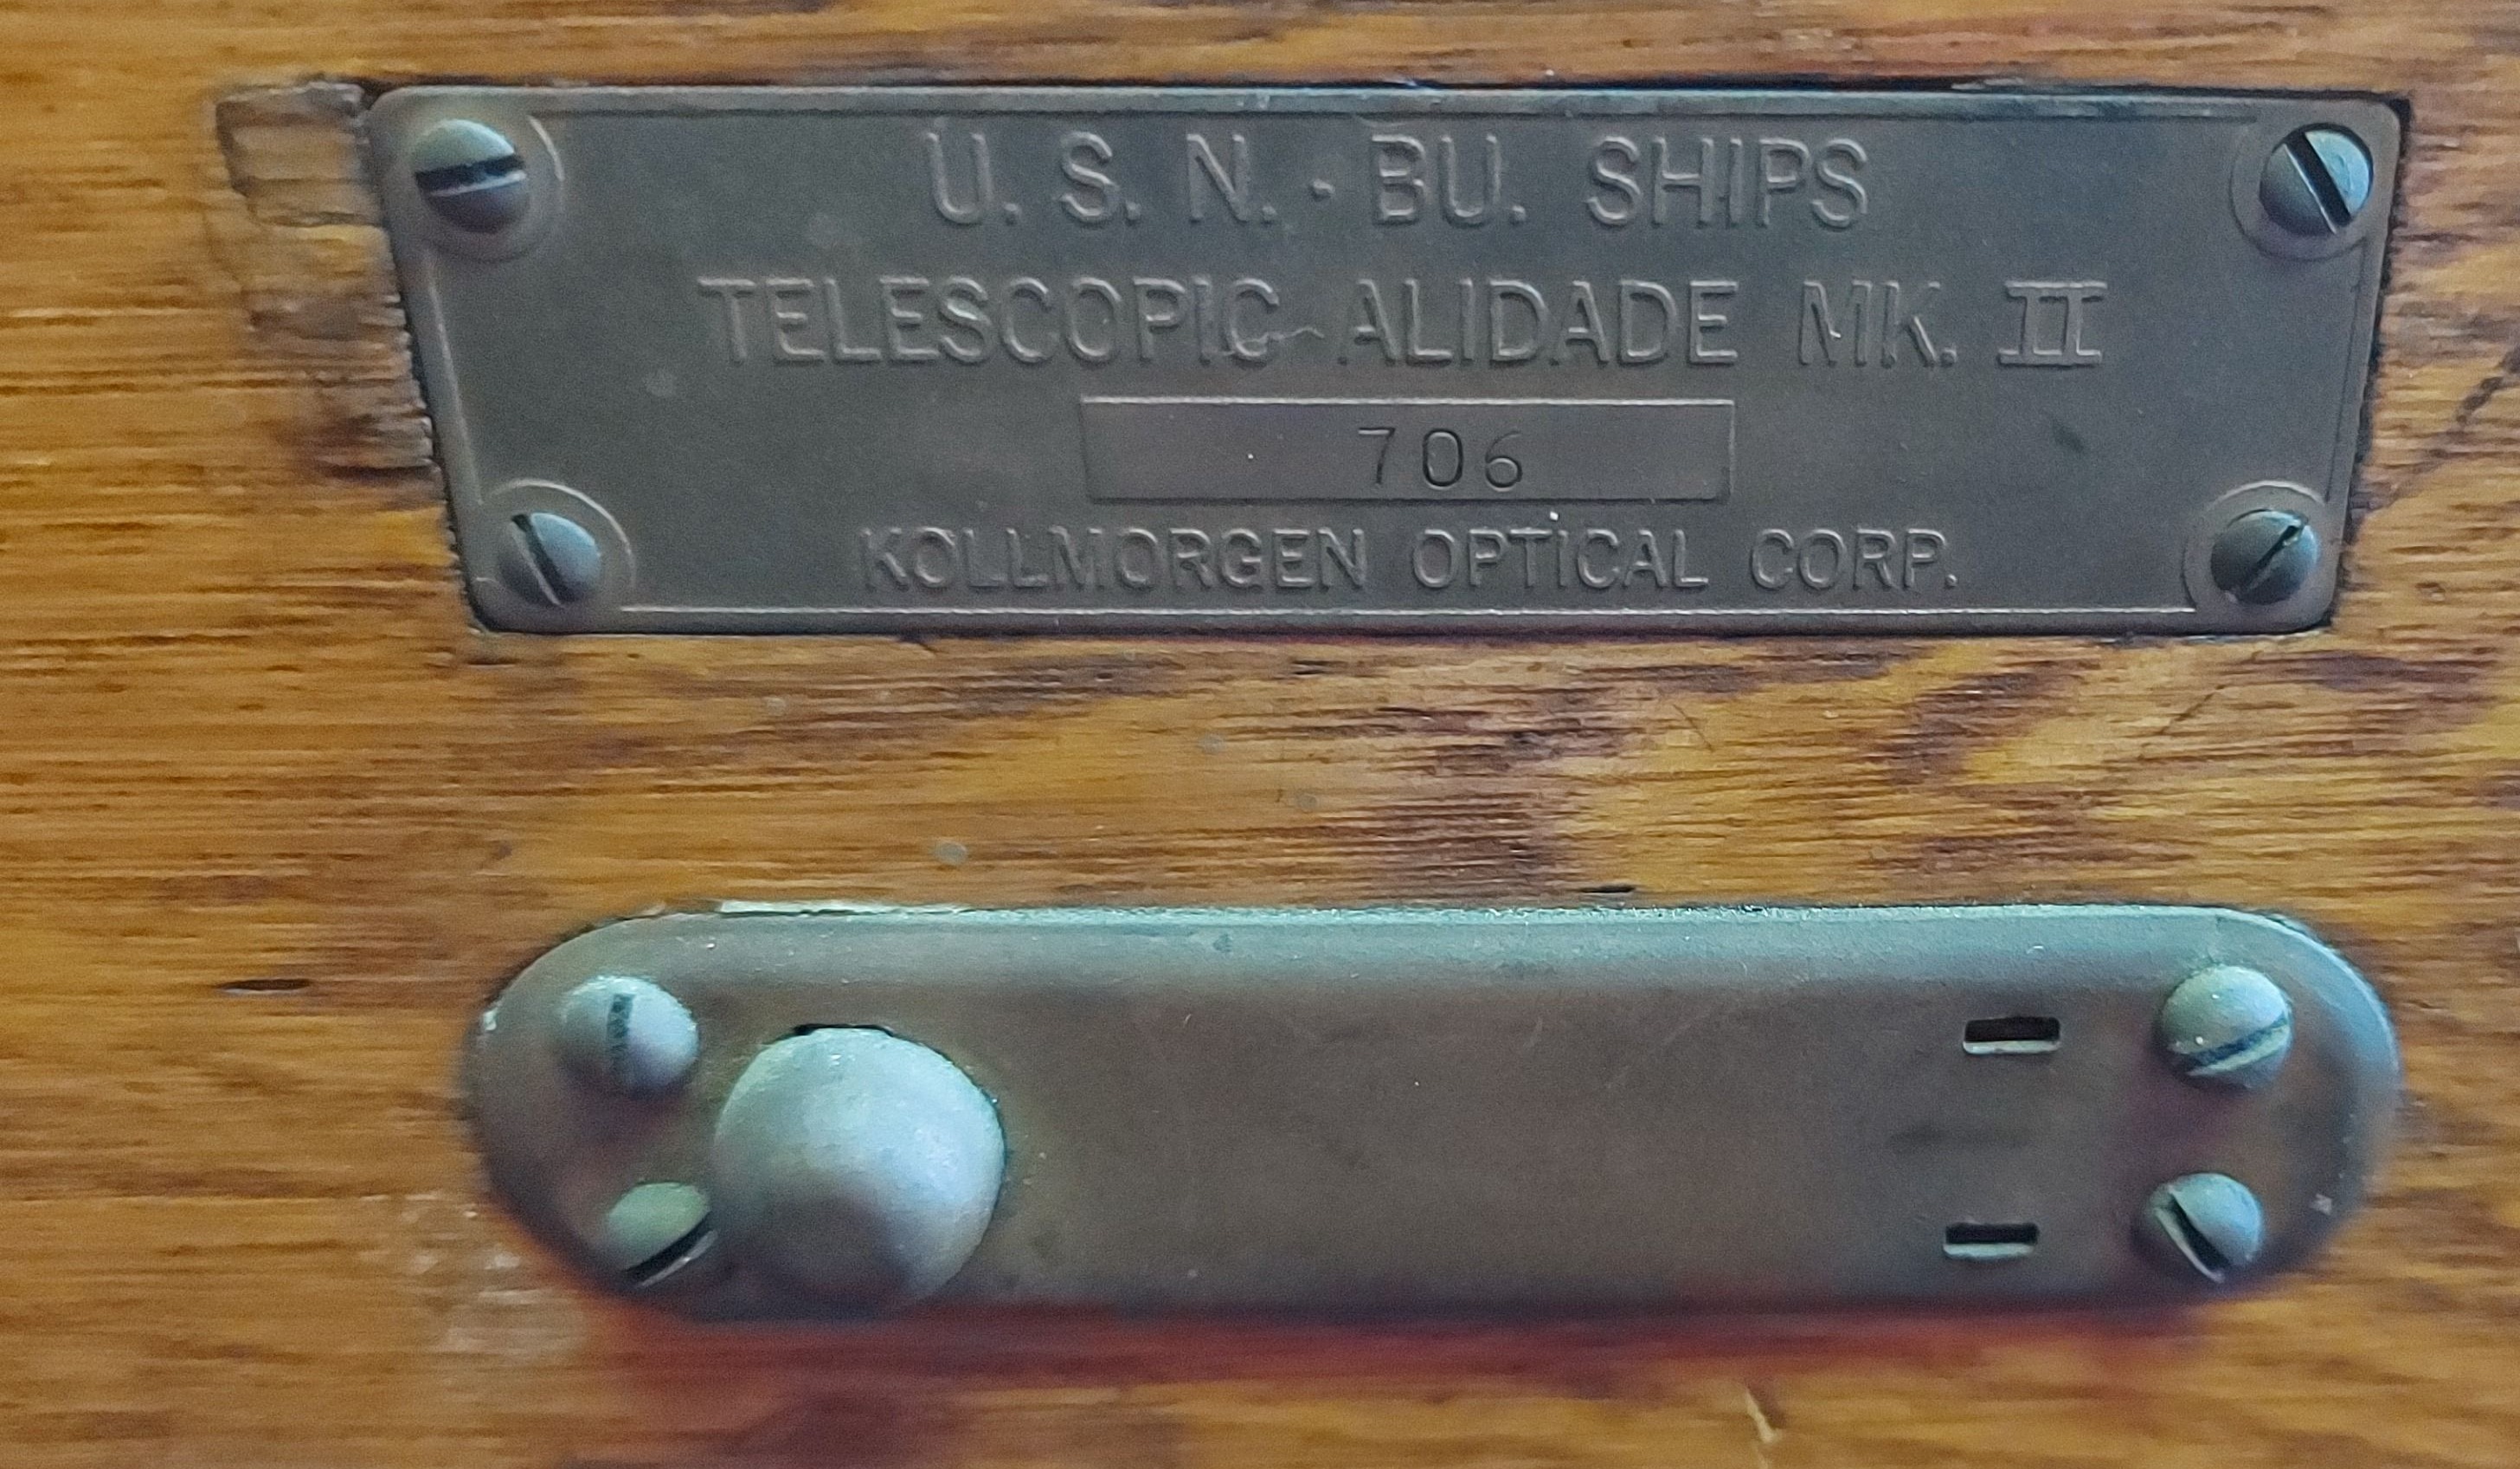 U. S. N. · BU. SHIPS
TELESCOPIC ALIDADE MK. II
706
KOLLMORGEN OPTICAL CORP.